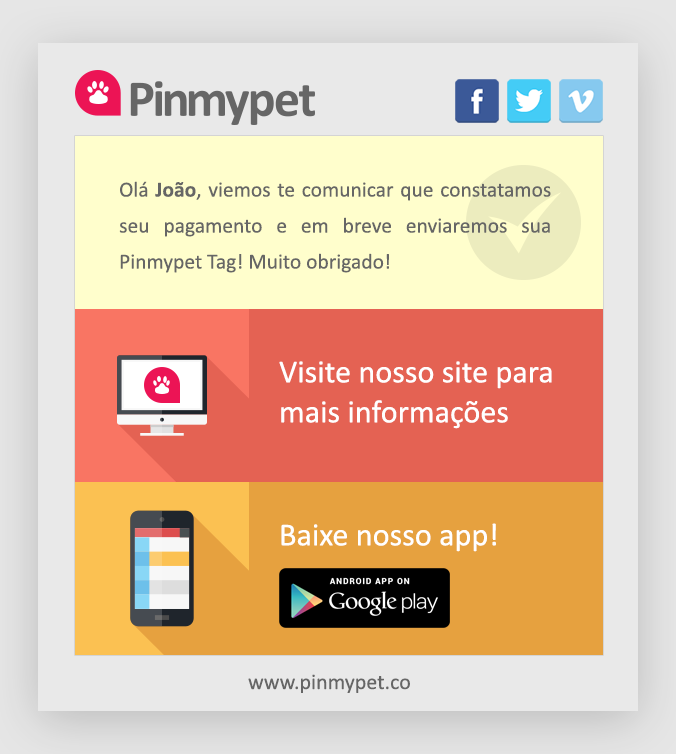 Pinmypet
Olá João, viemos te comunicar que constatamos
seu pagamento e em breve enviaremos sua
Pinmypet Tag! Muito obrigado!
Visite nosso site para
mais informações
Baixe nosso app!
ANDROID APP ON
Google play
www.pinmypet.co